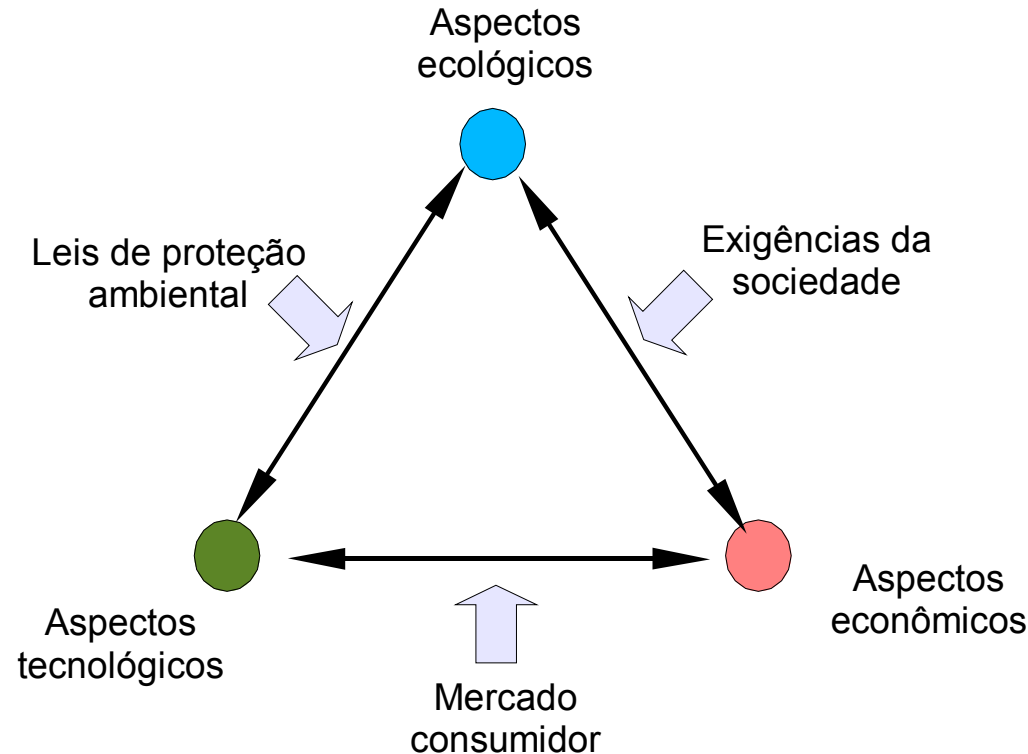 Aspectos
ecológicos
Leis de proteção
ambiental
Exigências da
sociedade
Aspectos
tecnológicos
Aspectos
econômicos
Mercado
consumidor